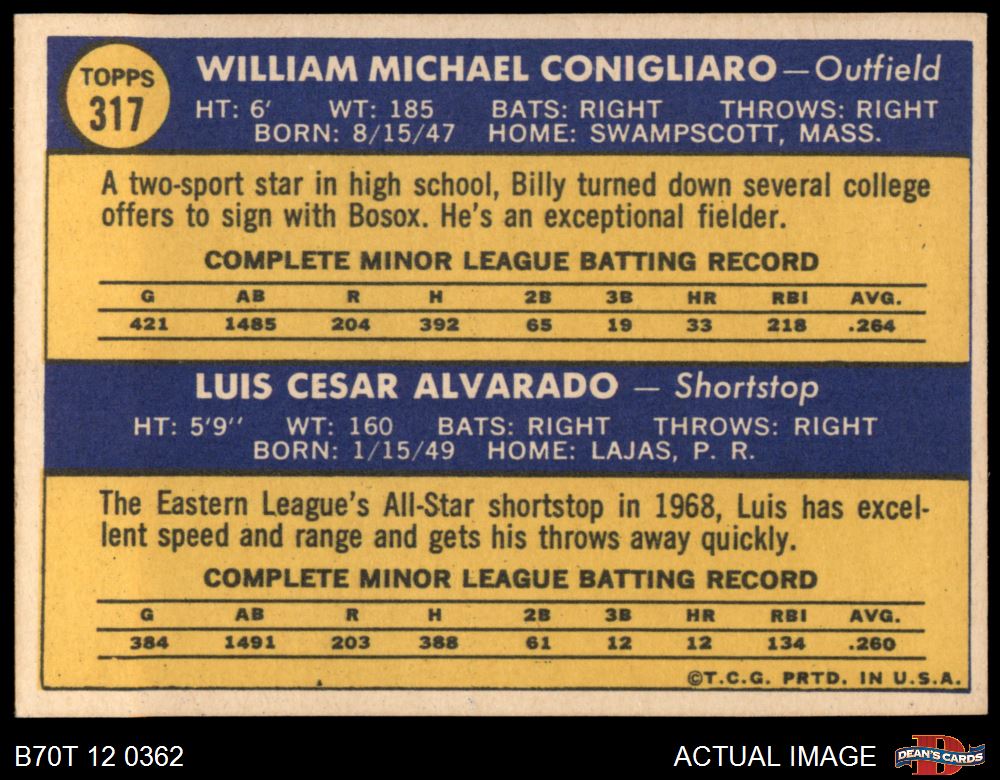 TOPPS
317
WILLIAM MICHAEL CONIGLIARO — Outfield
HT: 6' WT: 185 BATS: RIGHT THROWS: RIGHT
BORN: 8/15/47 HOME: SWAMPSCOTT, MASS.
A two-sport star in high school, Billy turned down several college
offers to sign with Bosox. He's an exceptional fielder.
COMPLETE MINOR LEAGUE BATTING RECORD
G AB R H 2B 3B HR RBI AVG.
421 1485 204 392 65 19 33 218 .264
LUIS CESAR ALVARADO — Shortstop
HT: 5'9" WT: 160 BATS: RIGHT THROWS: RIGHT
BORN: 1/15/49 HOME: LAJAS, P. R.
The Eastern League's All-Star shortstop in 1968, Luis has excel-
lent speed and range and gets his throws away quickly.
COMPLETE MINOR LEAGUE BATTING RECORD
G AB R H 2B 3B HR RBI AVG.
384 1491 203 388 61 12 12 134 .260
©T.C.G. PRTD. IN U.S.A.
B70T 12 0362
ACTUAL IMAGE
DEAN'S CARDS